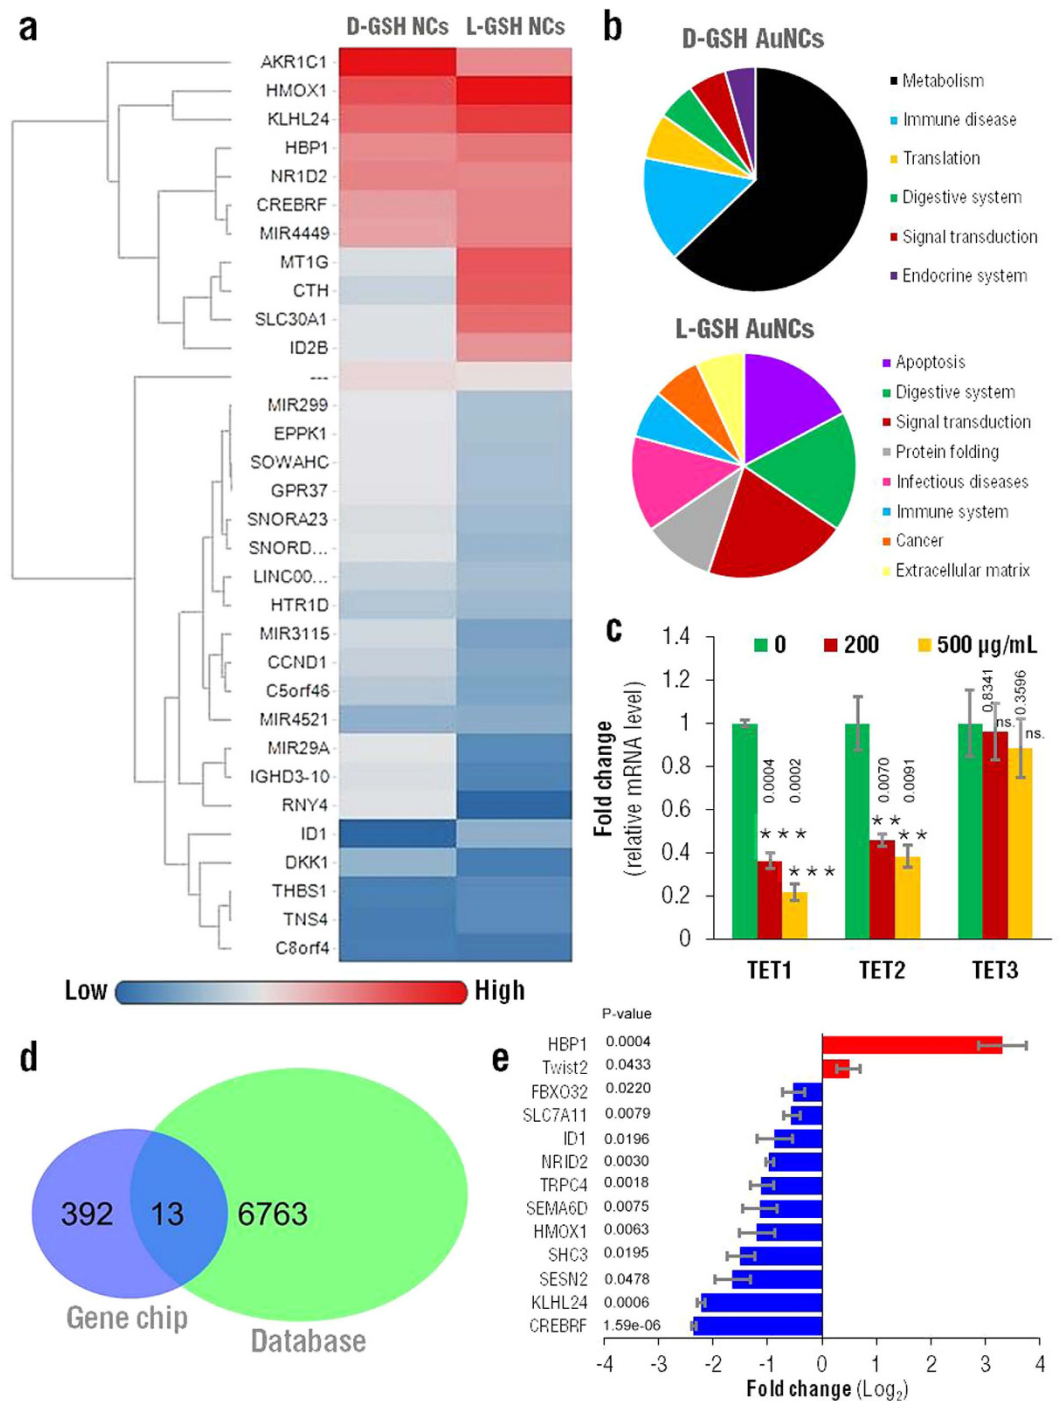 a
D-GSH NCs L-GSH NCs
AKR1C1
HMOX1
KLHL24
HBP1
NR1D2
CREBRF
MIR4449
MT1G
CTH
SLC30A1
ID2B
---
MIR299
EPPK1
SOWAHC
GPR37
SNORA23
SNORD...
LINC00...
HTR1D
MIR3115
CCND1
C5orf46
MIR4521
MIR29A
IGHD3-10
RNY4
ID1
DKK1
THBS1
TNS4
C8orf4
Low High
b
D-GSH AuNCs
Metabolism
Immune disease
Translation
Digestive system
Signal transduction
Endocrine system
L-GSH AuNCs
Apoptosis
Digestive system
Signal transduction
Protein folding
Infectious diseases
Immune system
Cancer
Extracellular matrix
c
0 200 500 µg/mL
Fold change
(relative mRNA level)
1.4
1.2
1
0.8
0.6
0.4
0.2
0
0.0004
0.0002
* * *
* * *
0.0070
0.0091
* *
* *
0.8341
ns.
0.3596
ns.
TET1 TET2 TET3
d
392 13 6763
Gene chip
Database
e
P-value
HBP1 0.0004
Twist2 0.0433
FBXO32 0.0220
SLC7A11 0.0079
ID1 0.0196
NRID2 0.0030
TRPC4 0.0018
SEMA6D 0.0075
HMOX1 0.0063
SHC3 0.0195
SESN2 0.0478
KLHL24 0.0006
CREBRF 1.59e-06
-4 -3 -2 -1 0 1 2 3 4
Fold change (Log2)